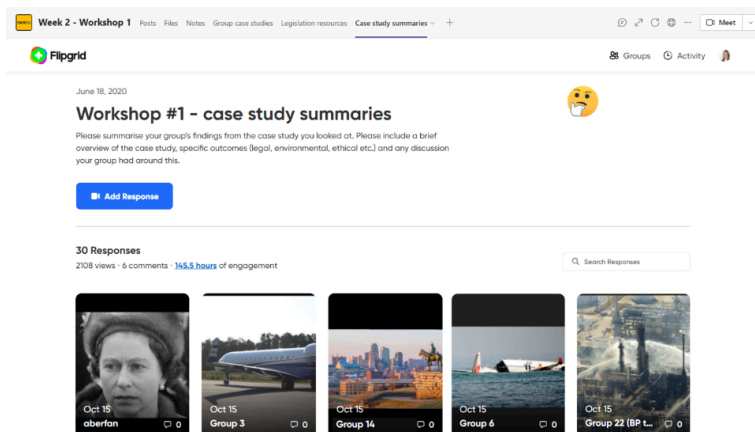 Week 2 - Workshop 1 Posts Files Notes Group case studies Legislation resources Case study summaries Meet
Flipgrid Groups Activity
June 18, 2020
Workshop #1 - case study summaries
Please summarise your group's findings from the case study you looked at. Please include a brief
overview of the case study, specific outcomes (legal, environmental, ethical etc.) and any discussion
your group had around this.
Add Response
30 Responses
2108 views · 6 comments · 145.5 hours of engagement
Search Responses
Oct 15 Oct 15 Oct 15 Oct 15 Oct 15
aberfan 0 Group 3 0 Group 14 0 Group 6 0 Group 22 (BP t... 0